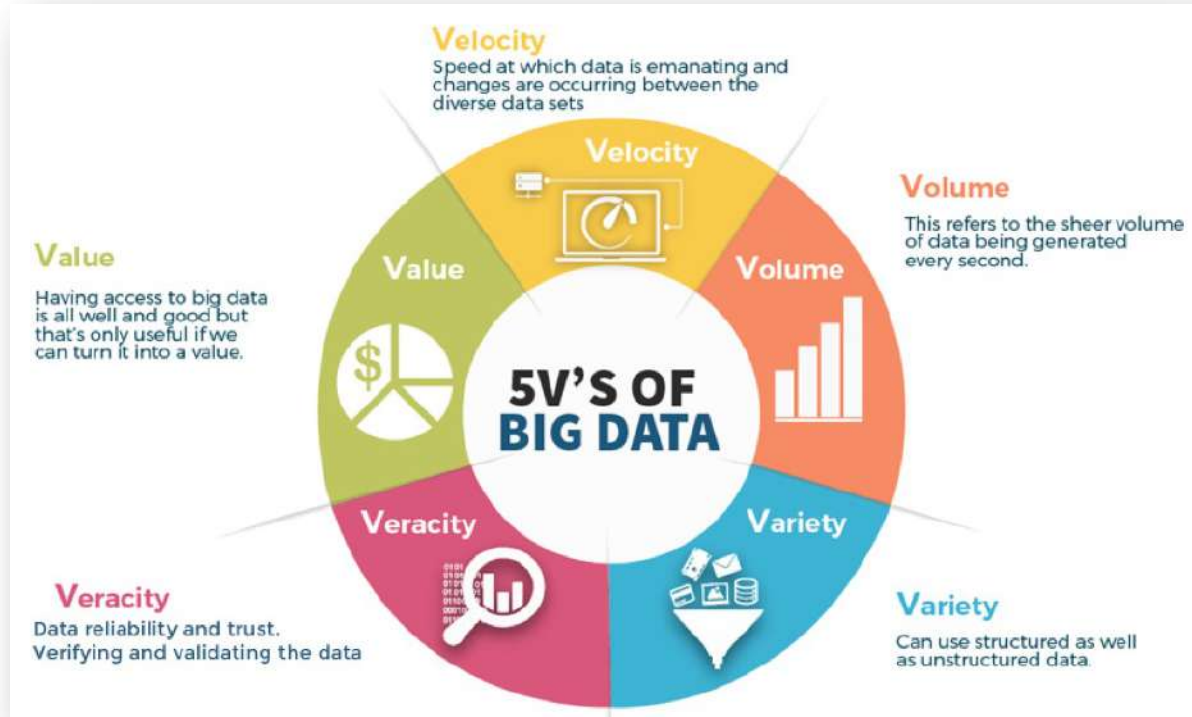 Velocity
Speed at which data is emanating and
changes are occurring between the
diverse data sets
Velocity
Volume
This refers to the sheer volume
of data being generated
every second.
Volume
Value
Having access to big data
is all well and good but
that's only useful if we
can turn it into a value.
Value
$
5V'S OF
BIG DATA
Veracity
Veracity
Data reliability and trust.
Verifying and validating the data
Variety
Variety
Can use structured as well
as unstructured data.